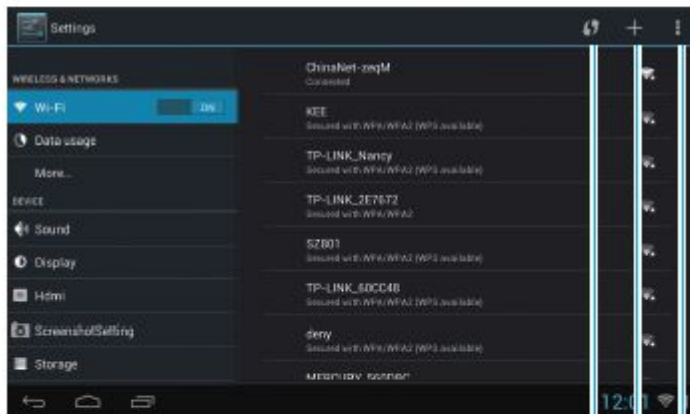 Settings
WIRELESS & NETWORKS
Wi-Fi ON
Data usage
More...
DEVICE
Sound
Display
Hdmi
ScreenshotSetting
Storage
ChinaNet-zeqM
Connected
KEE
Secured with WPA/WPA2 (WPS available)
TP-LINK_Nancy
Secured with WPA/WPA2 (WPS available)
TP-LINK_2E7672
Secured with WPA/WPA2
SZ801
Secured with WPA/WPA2 (WPS available)
TP-LINK_60CC48
Secured with WPA/WPA2 (WPS available)
deny
Secured with WPA/WPA2 (WPS available)
12:01